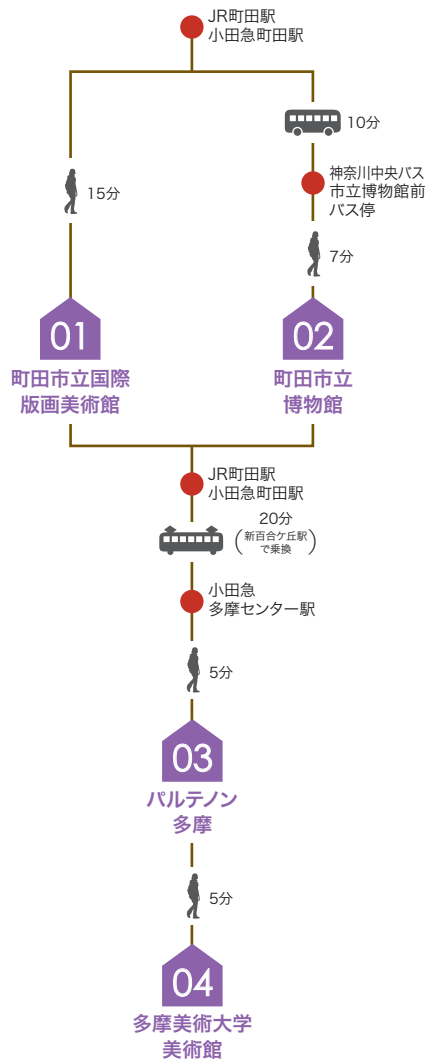 JR町田駅
小田急町田駅
10分
神奈川中央バス
市立博物館前
バス停
15分
7分
01
町田市立国際
版画美術館
02
町田市立
博物館
JR町田駅
小田急町田駅
20分
(新百合ケ丘駅
で乗換)
小田急
多摩センター駅
5分
03
パルテノン
多摩
5分
04
多摩美術大学
美術館